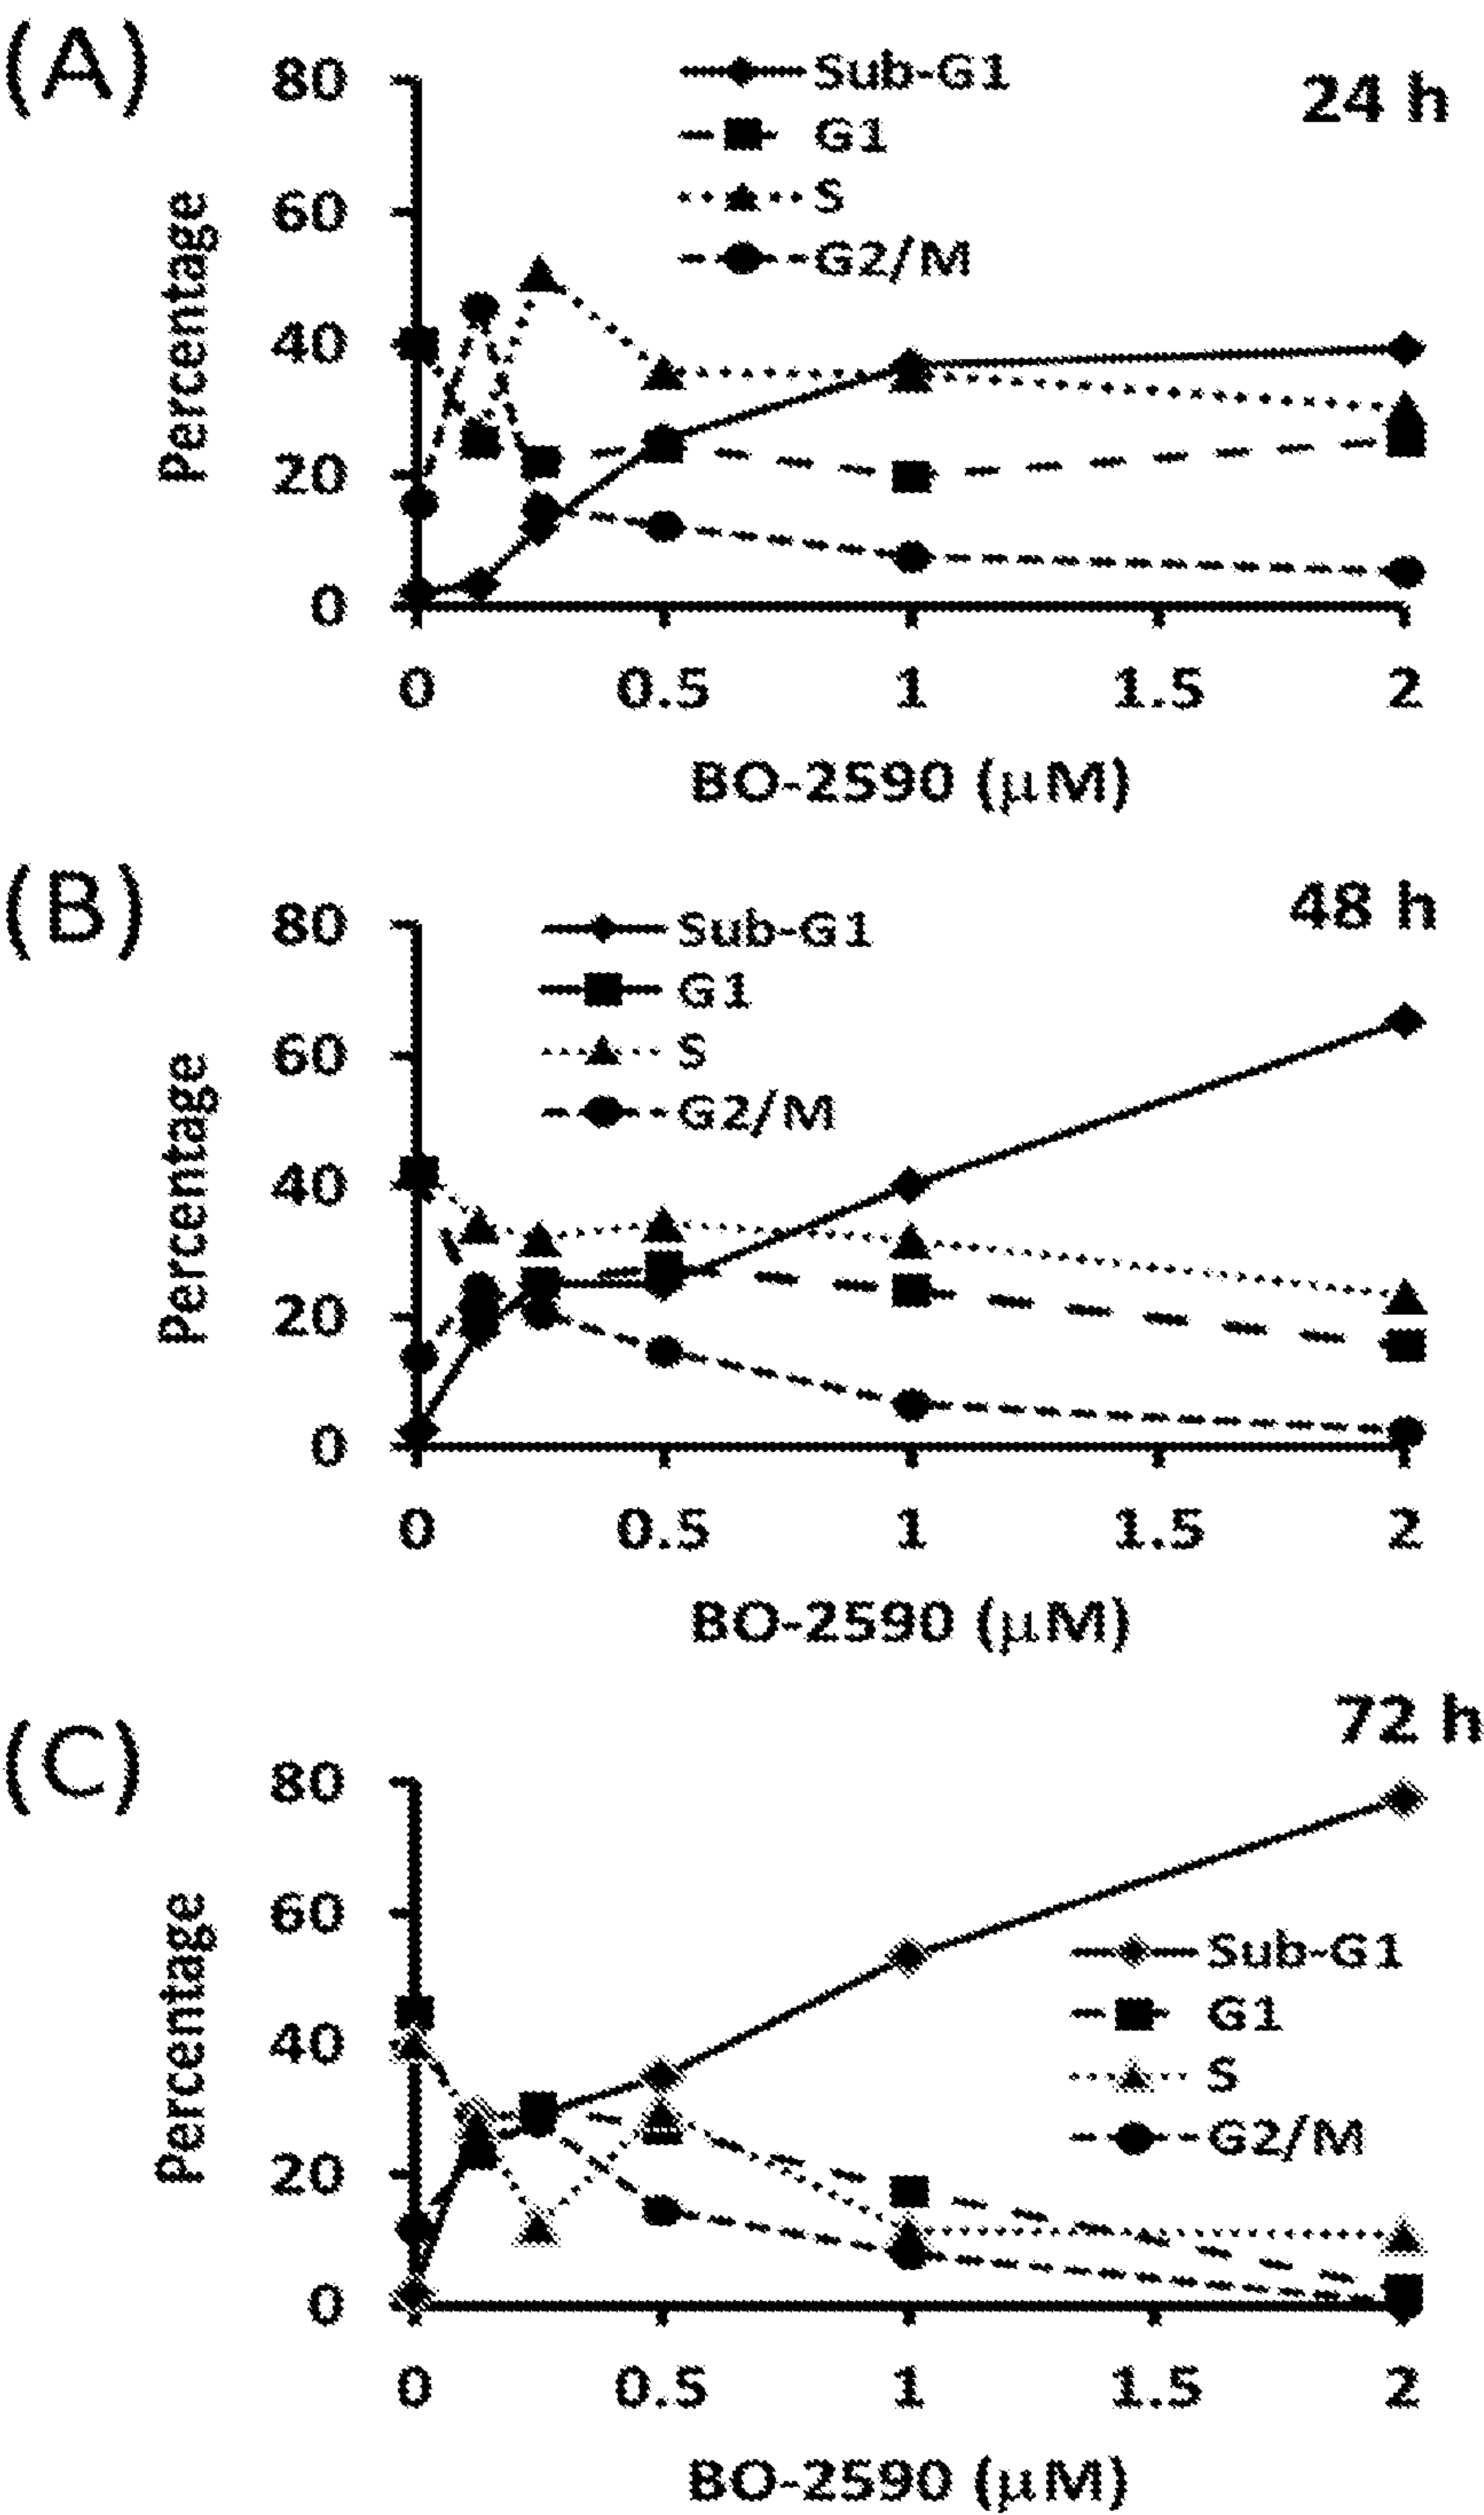 (A)
24 h
Sub-G1
G1
S
G2/M
80
60
40
20
0
Percentage
0 0.5 1 1.5 2
BO-2590 (μM)
(B)
48 h
Sub-G1
G1
S
G2/M
80
60
40
20
0
Percentage
0 0.5 1 1.5 2
BO-2590 (μM)
(C)
72 h
80
60
40
20
0
Percentage
Sub-G1
G1
S
G2/M
0 0.5 1 1.5 2
BO-2590 (μM)